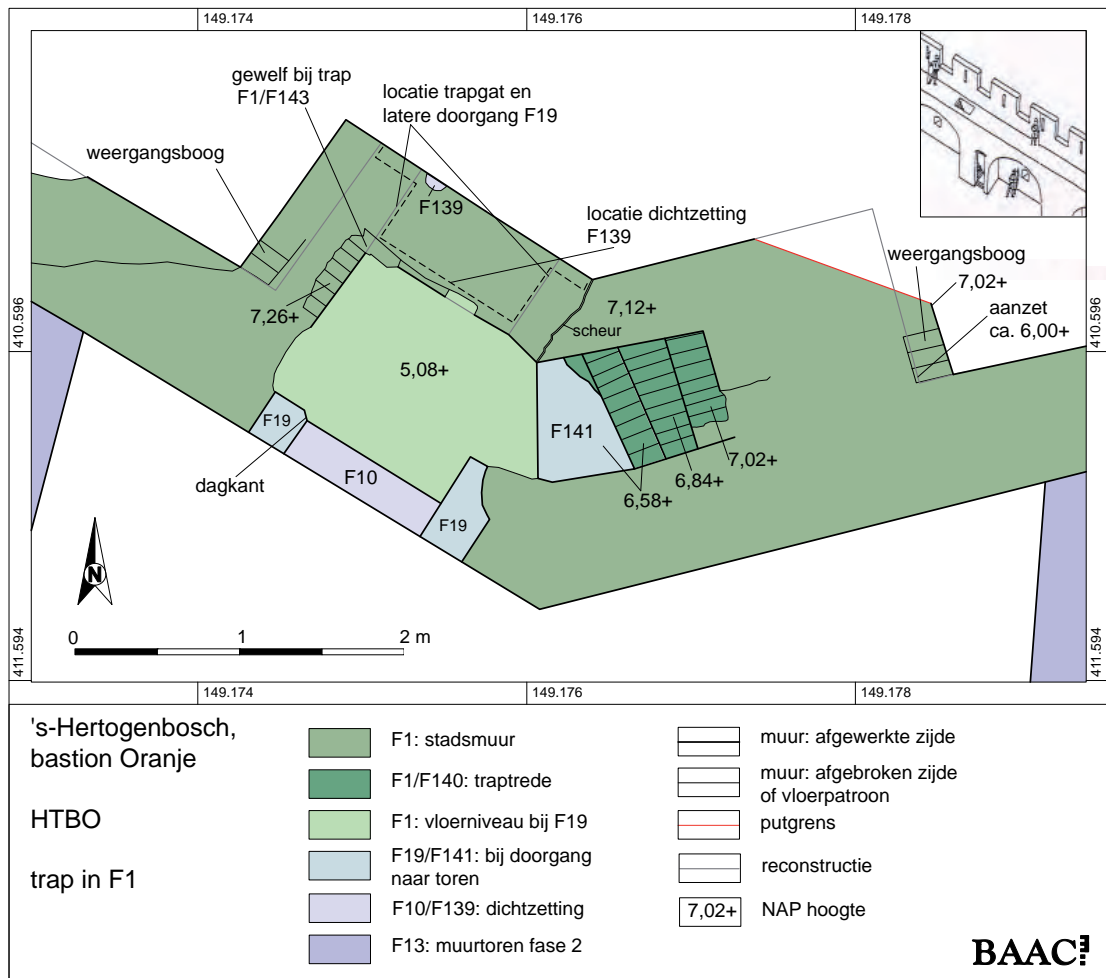 149.174
149.176
149.178
gewelf bij trap
F1/F143
locatie trapgat en
latere doorgang F19
weergangsboog
F139
locatie dichtzetting
F139
weergangsboog
7,02+
aanzet
ca. 6,00+
7,26+
7,12+
scheur
410.596
410.596
5,08+
F19
F141
dagkant
F10
7,02+
6,84+
6,58+
F19
N
0
1
2 m
411.594
411.594
149.174
149.176
149.178
's-Hertogenbosch,
bastion Oranje
HTBO
trap in F1
F1: stadsmuur
F1/F140: traptrede
F1: vloerniveau bij F19
F19/F141: bij doorgang
naar toren
F10/F139: dichtzetting
F13: muurtoren fase 2
muur: afgewerkte zijde
muur: afgebroken zijde
of vloerpatroon
putgrens
reconstructie
7,02+ NAP hoogte
BAAC